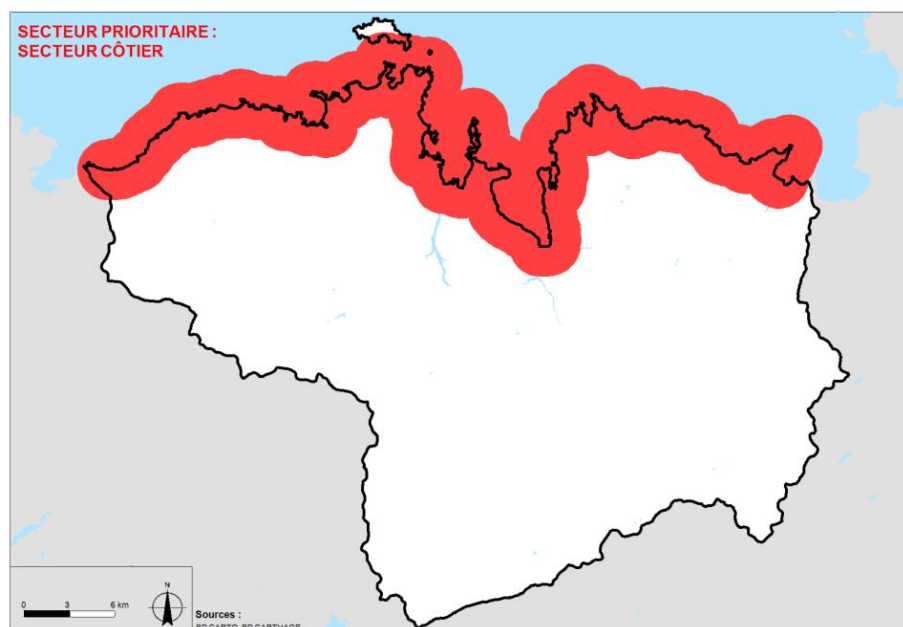 SECTEUR PRIORITAIRE :
SECTEUR CÔTIER
N
0 3 6 km
Sources :